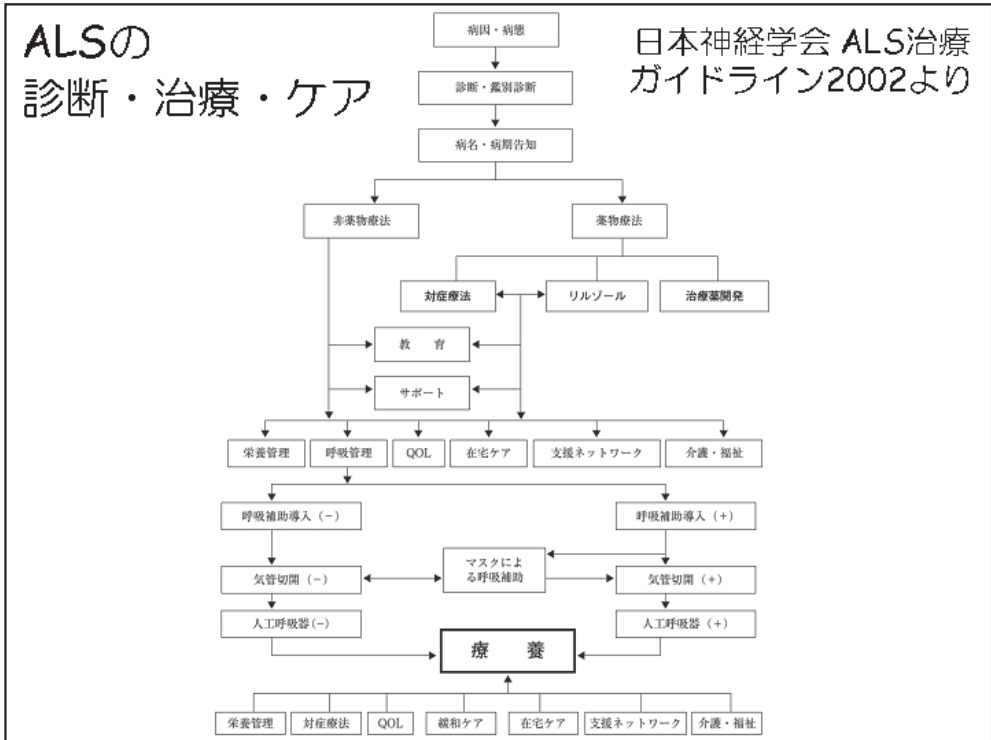 ALSの
診断・治療・ケア
日本神経学会 ALS治療
ガイドライン2002より
病因・病態
診断・鑑別診断
病名・病期告知
非薬物療法
薬物療法
対症療法
リルゾール
治療薬開発
教 育
サポート
栄養管理
呼吸管理
QOL
在宅ケア
支援ネットワーク
介護・福祉
呼吸補助導入(−)
呼吸補助導入(+)
マスクによ
る呼吸補助
気管切開(−)
気管切開(+)
人工呼吸器(−)
人工呼吸器(+)
療 養
栄養管理
対症療法
QOL
緩和ケア
在宅ケア
支援ネットワーク
介護・福祉